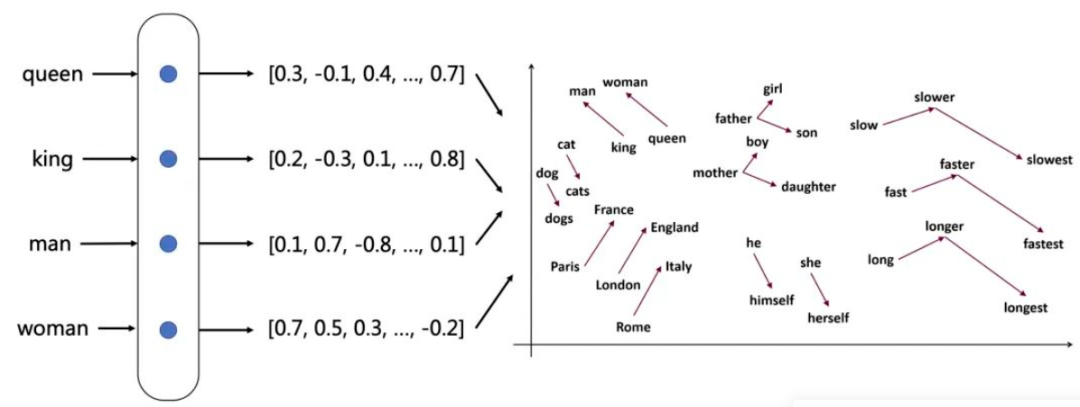 queen [0.3, -0.1, 0.4, ..., 0.7]
king [0.2, -0.3, 0.1, ..., 0.8]
man [0.1, 0.7, -0.8, ..., 0.1]
woman [0.7, 0.5, 0.3, ..., -0.2]
man woman
king queen
cat
dog
cats
dogs
France
England
Paris
London
Italy
Rome
girl
father
son
boy
mother
daughter
he
she
himself
herself
slower
slow
slowest
faster
fast
fastest
longer
long
longest